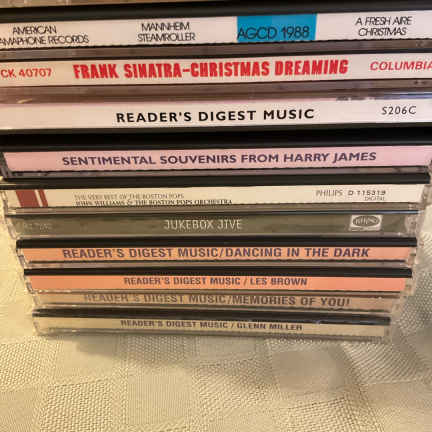 AMERICAN
GRAMAPHONE RECORDS
MANNHEIM
STEAMROLLER
AGCD 1988
A FRESH AIRE
CHRISTMAS
CK 40707
FRANK SINATRA-CHRISTMAS DREAMING
COLUMBIA
READER'S DIGEST MUSIC
S206C
SENTIMENTAL SOUVENIRS FROM HARRY JAMES
THE VERY BEST OF THE BOSTON POPS
JOHN WILLIAMS & THE BOSTON POPS ORCHESTRA
PHILIPS D 115319
DIGITAL
JUKEBOX JIVE
RHINO
READER'S DIGEST MUSIC/DANCING IN THE DARK
READER'S DIGEST MUSIC / LES BROWN
READER'S DIGEST MUSIC/MEMORIES OF YOU!
READER'S DIGEST MUSIC / GLENN MILLER